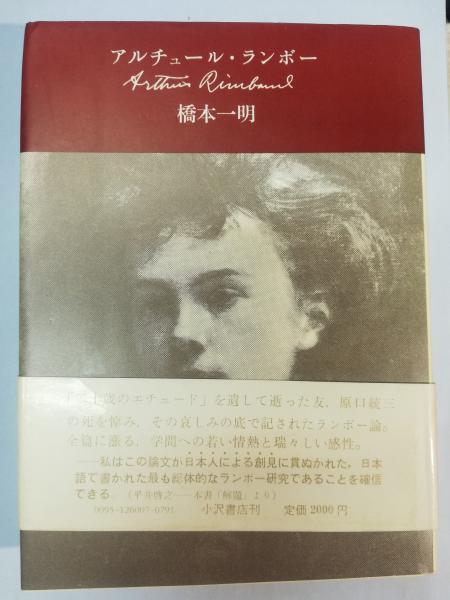 アルチュール・ランボー
Arthur Rimbaud
橋本一明
「二十歳のエチュード」を遺して逝った友、原口統三
の死を悼み、その哀しみの底で記されたランボー論。
全篇に漲る、学問への若い情熱と瑞々しい感性。
――私はこの論文が日本人による創見に貫ぬかれた、日本
語で書かれた最も総体的なランボー研究であることを確信
できる。(平井啓之――本書「解題」より)
0095-126007-0791 小沢書店刊 定価 2000円